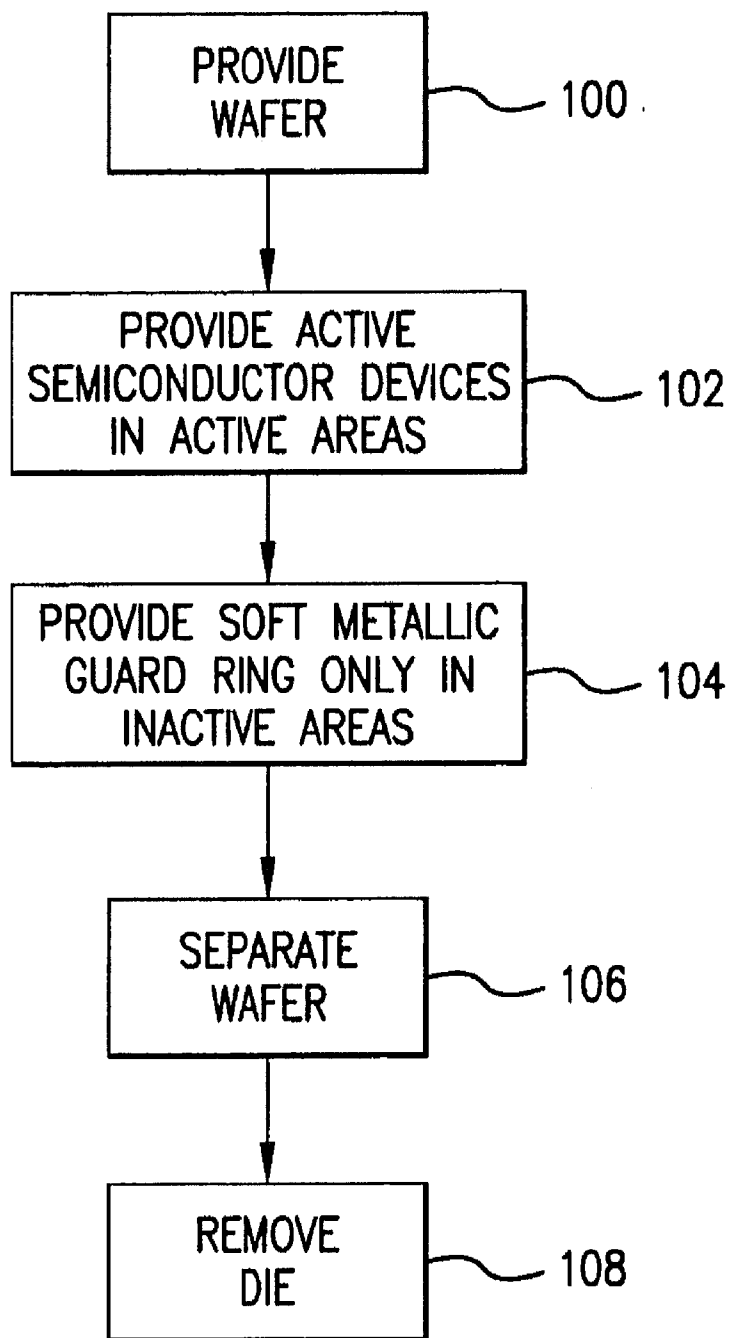 PROVIDE
WAFER
100
PROVIDE ACTIVE
SEMICONDUCTOR DEVICES
IN ACTIVE AREAS
102
PROVIDE SOFT METALLIC
GUARD RING ONLY IN
INACTIVE AREAS
104
SEPARATE
WAFER
106
REMOVE
DIE
108